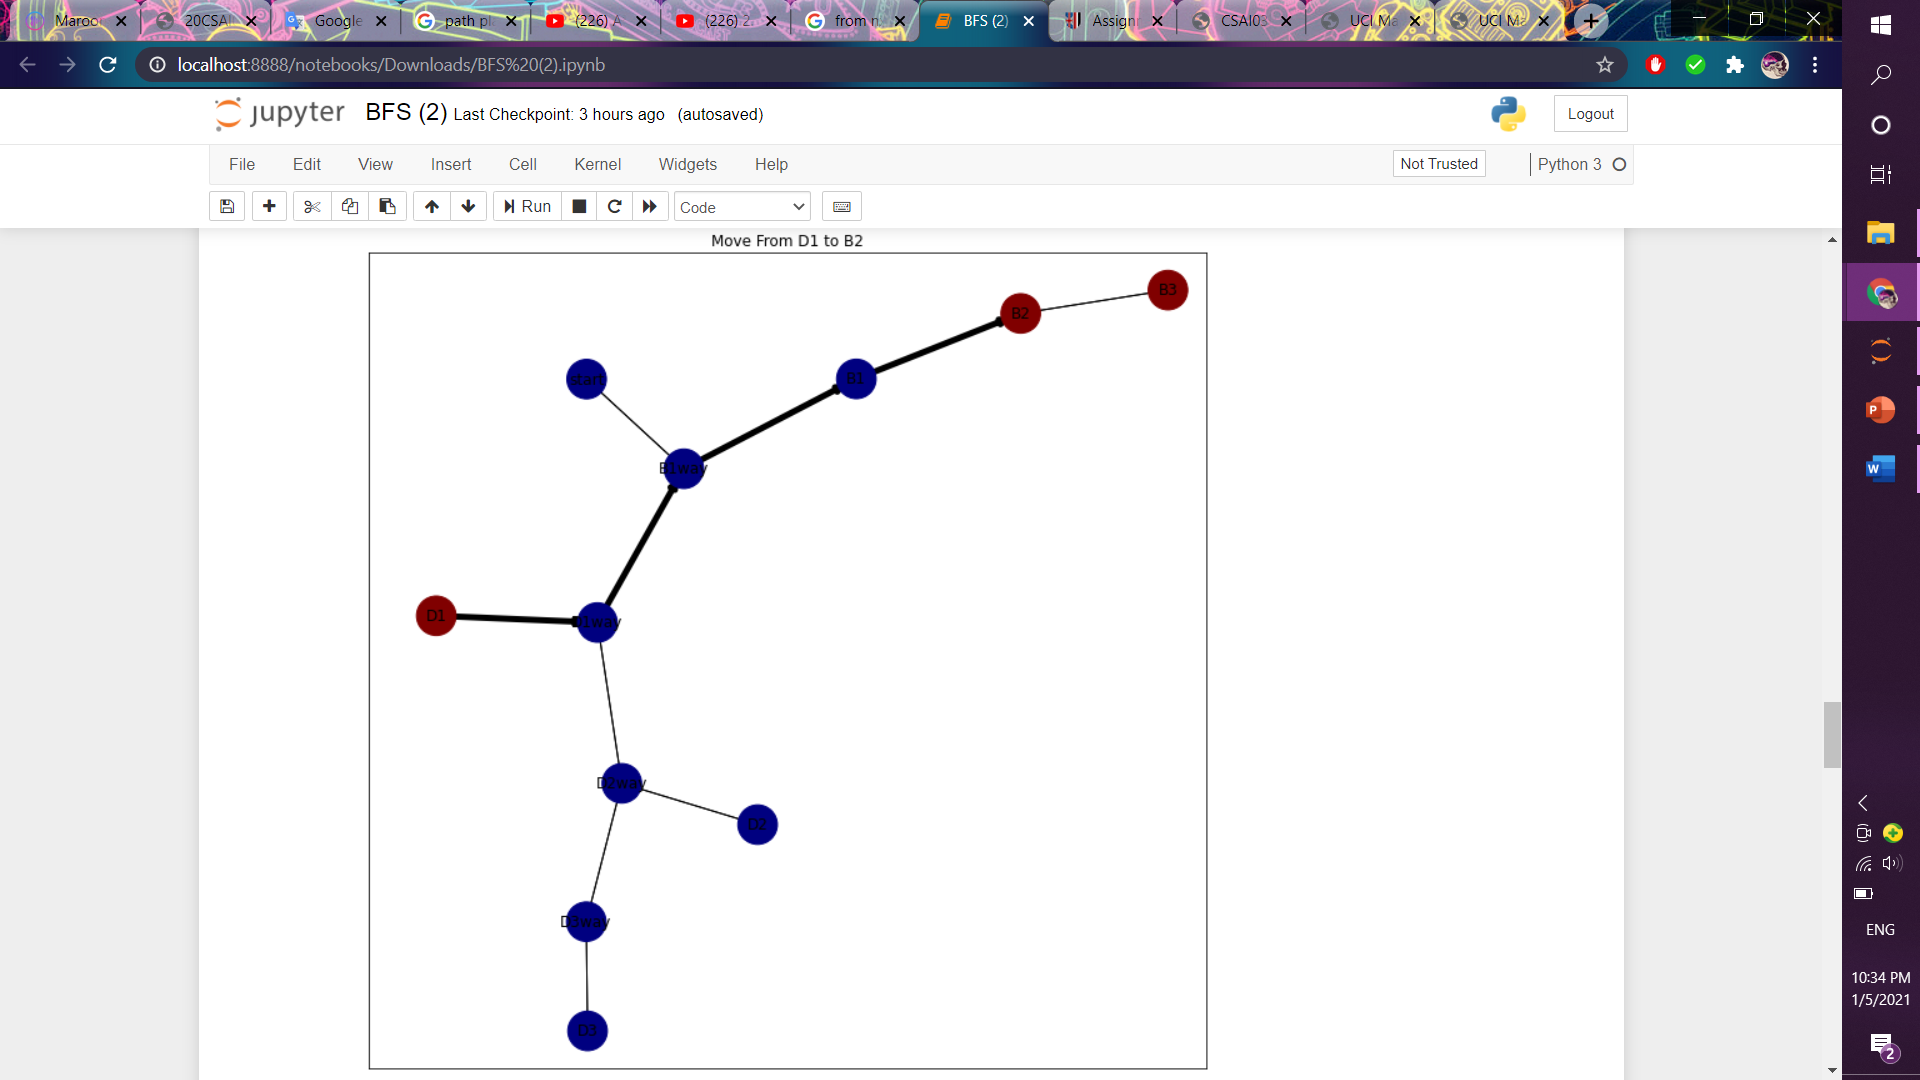 Maroo
20CSA
Google
path pl
(226) A
(226) 2
from n
BFS (2)
Assign
CSAI03
UCI Ma
UCI Ma
localhost:8888/notebooks/Downloads/BFS%20(2).ipynb
jupyter BFS (2) Last Checkpoint: 3 hours ago (autosaved)
Logout
File Edit View Insert Cell Kernel Widgets Help
Not Trusted
Python 3
Run
Code
Move From D1 to B2
B3
B2
start
B1
B1way
D1
D1way
D2way
D2
D3way
D3
ENG
10:34 PM
1/5/2021
2